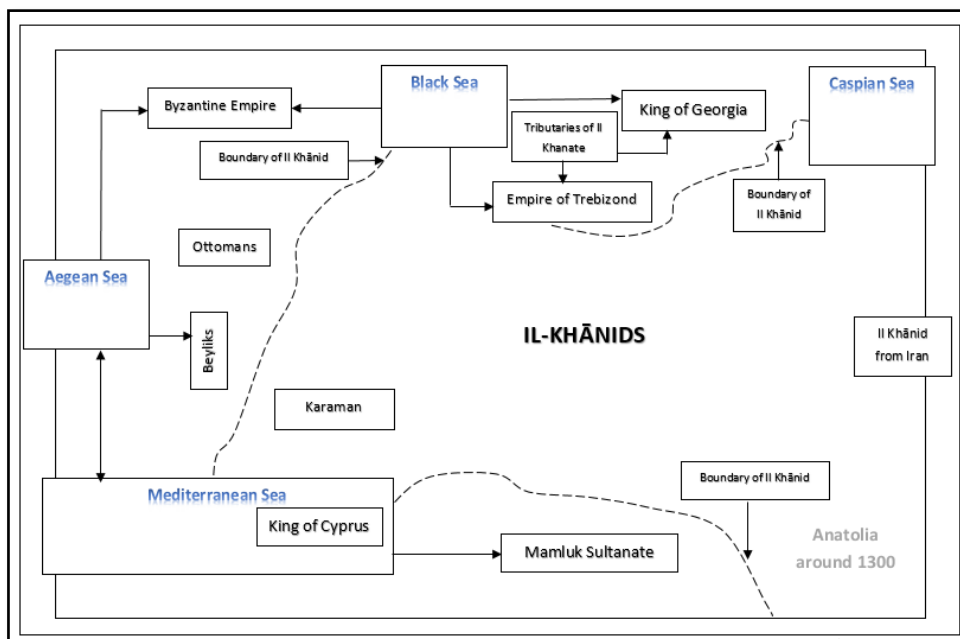 Black Sea
Caspian Sea
Byzantine Empire
King of Georgia
Tributaries of Il
Khanate
Boundary of Il Khānid
Empire of Trebizond
Boundary of
Il Khānid
Ottomans
Aegean Sea
Beyliks
IL-KHĀNIDS
Il Khānid
from Iran
Karaman
Boundary of Il Khānid
Mediterranean Sea
King of Cyprus
Mamluk Sultanate
Anatolia
around 1300